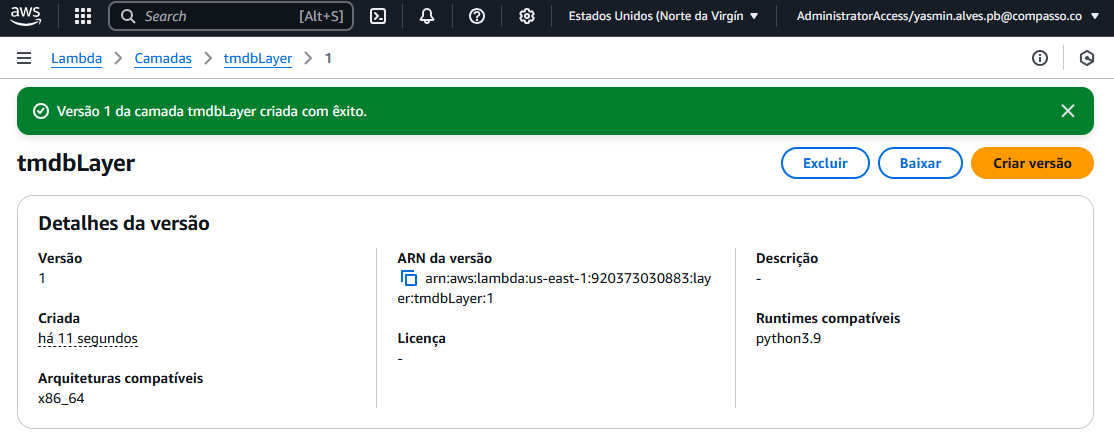 aws
Search [Alt+S]
Estados Unidos (Norte da Virgín
AdministratorAccess/yasmin.alves.pb@compasso.co
Lambda > Camadas > tmdbLayer > 1
Versão 1 da camada tmdbLayer criada com êxito.
tmdbLayer
Excluir
Baixar
Criar versão
Detalhes da versão
Versão
1
Criada
há 11 segundos
Arquiteturas compatíveis
x86_64
ARN da versão
arn:aws:lambda:us-east-1:920373030883:lay
er:tmdbLayer:1
Licença
-
Descrição
-
Runtimes compatíveis
python3.9